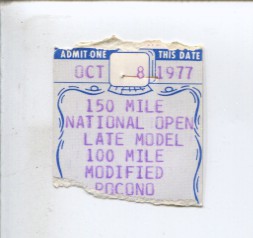 ADMIT ONE THIS DATE
OCT 8 1977
150 MILE
NATIONAL OPEN
LATE MODEL
100 MILE
MODIFIED
POCONO